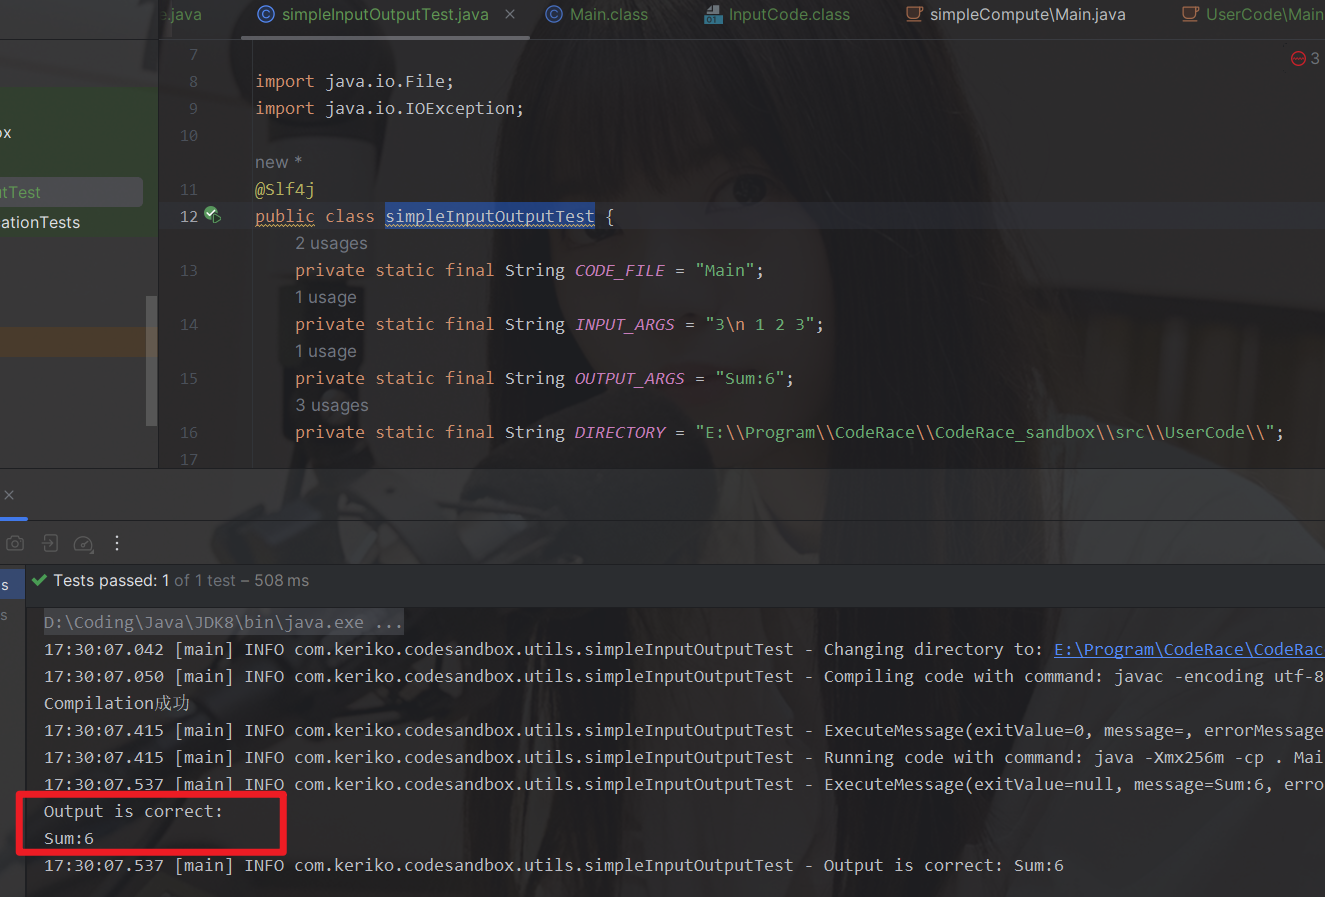 e.java simpleInputOutputTest.java Main.class InputCode.class simpleCompute\Main.java UserCode\Main
7
8 import java.io.File; 3
9 import java.io.IOException;
ox
10
new *
utTest 11 @Slf4j
ationTests 12 public class simpleInputOutputTest {
2 usages
13 private static final String CODE_FILE = "Main";
1 usage
14 private static final String INPUT_ARGS = "3\n 1 2 3";
1 usage
15 private static final String OUTPUT_ARGS = "Sum:6";
3 usages
16 private static final String DIRECTORY = "E:\\Program\\CodeRace\\CodeRace_sandbox\\src\\UserCode\\";
17
s Tests passed: 1 of 1 test – 508 ms
s
D:\Coding\Java\JDK8\bin\java.exe ...
17:30:07.042 [main] INFO com.keriko.codesandbox.utils.simpleInputOutputTest - Changing directory to: E:\Program\CodeRace\CodeRac
17:30:07.050 [main] INFO com.keriko.codesandbox.utils.simpleInputOutputTest - Compiling code with command: javac -encoding utf-8
Compilation成功
17:30:07.415 [main] INFO com.keriko.codesandbox.utils.simpleInputOutputTest - ExecuteMessage(exitValue=0, message=, errorMessage
17:30:07.415 [main] INFO com.keriko.codesandbox.utils.simpleInputOutputTest - Running code with command: java -Xmx256m -cp . Mai
17:30:07.537 [main] INFO com.keriko.codesandbox.utils.simpleInputOutputTest - ExecuteMessage(exitValue=null, message=Sum:6, erro
Output is correct:
Sum:6
17:30:07.537 [main] INFO com.keriko.codesandbox.utils.simpleInputOutputTest - Output is correct: Sum:6